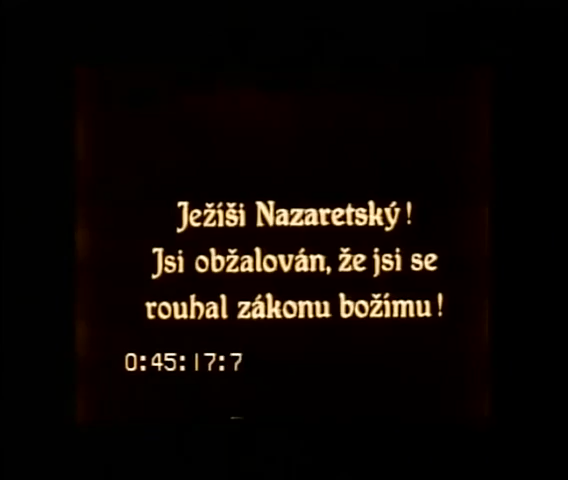 Ježíši Nazaretský!
Jsi obžalován, že jsi se
rouhal zákonu božímu!
0:45:17:7